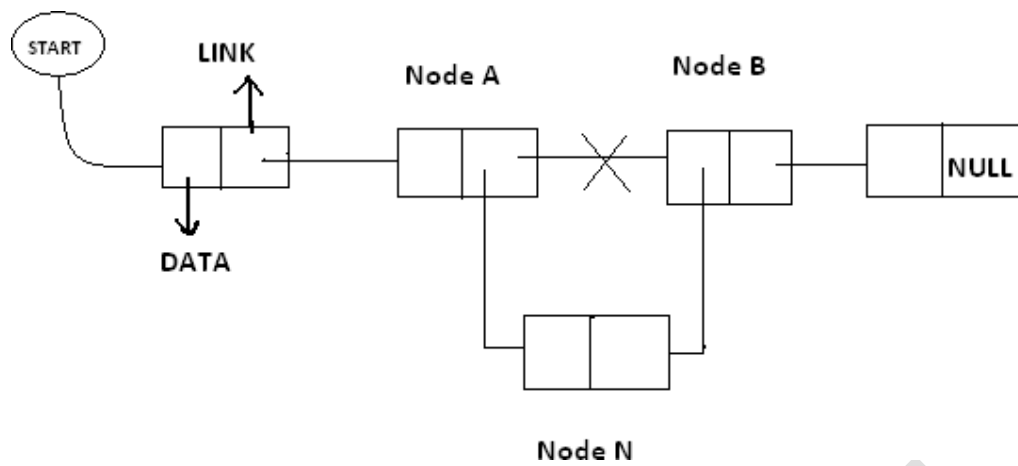 START
LINK
Node A
Node B
NULL
DATA
Node N